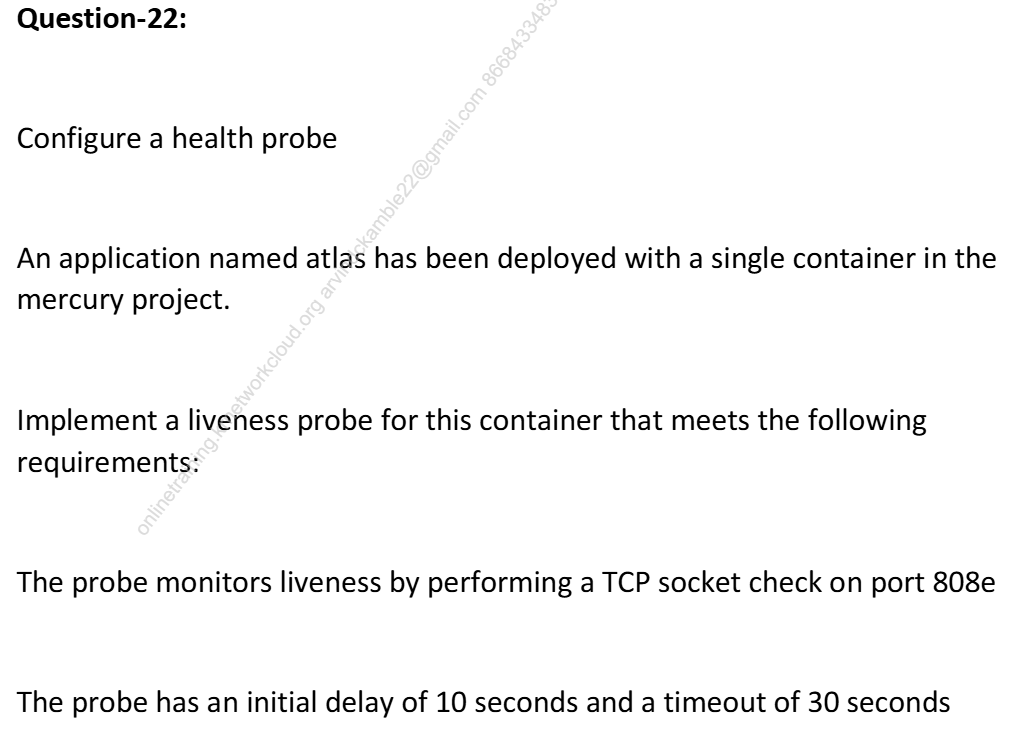 Question-22:
Configure a health probe
An application named atlas has been deployed with a single container in the
mercury project.
Implement a liveness probe for this container that meets the following
requirements:
The probe monitors liveness by performing a TCP socket check on port 808e
The probe has an initial delay of 10 seconds and a timeout of 30 seconds